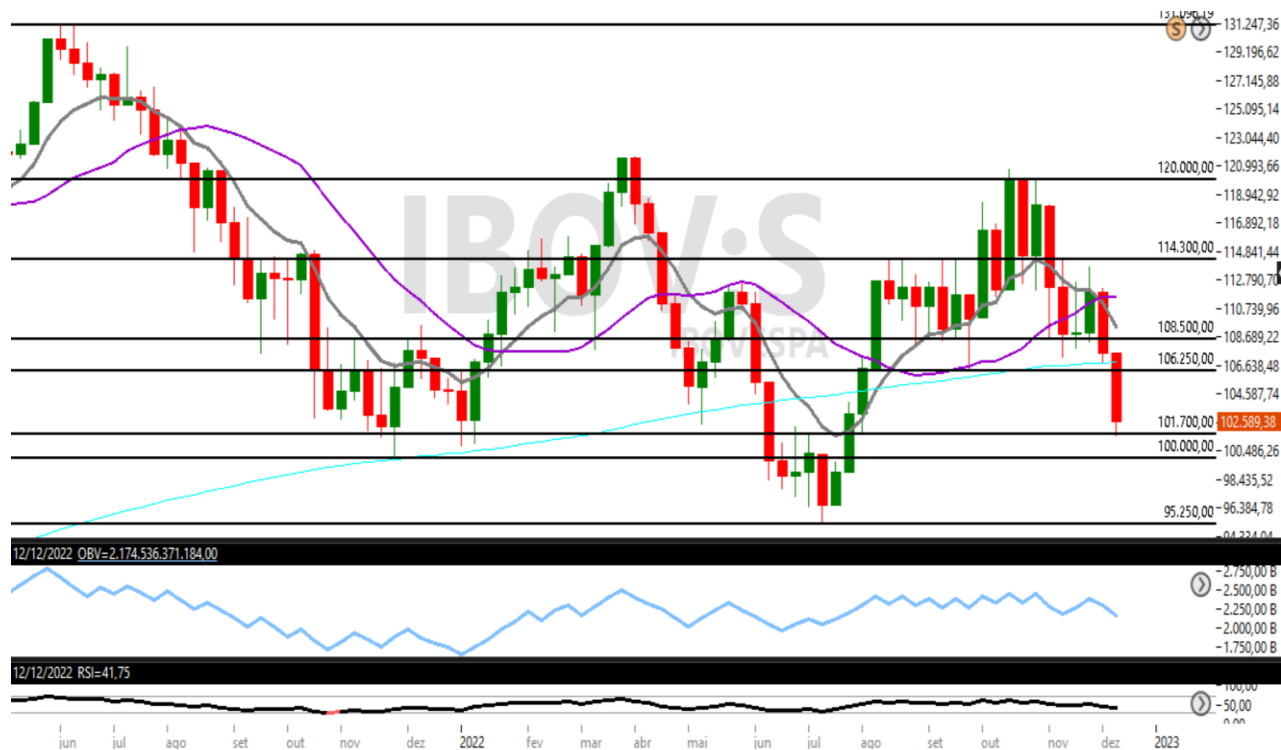 131.096,19
131.247,36
S
129.196,62
127.145,88
125.095,14
123.044,40
120.993,66
120.000,00
118.942,92
116.892,18
114.841,44
114.300,00
112.790,70
110.739,96
108.689,22
108.500,00
106.638,48
106.250,00
104.587,74
102.589,38
101.700,00
100.486,26
100.000,00
98.435,52
96.384,78
95.250,00
94.334,04
IBOV:S
IBOVESPA
12/12/2022 OBV=2.174.536.371.184,00
2.750,00 B
2.500,00 B
2.250,00 B
2.000,00 B
1.750,00 B
12/12/2022 RSI=41,75
100,00
50,00
0.00
jun jul ago set out nov dez 2022 fev mar mai jun jul ago set out nov dez 2023